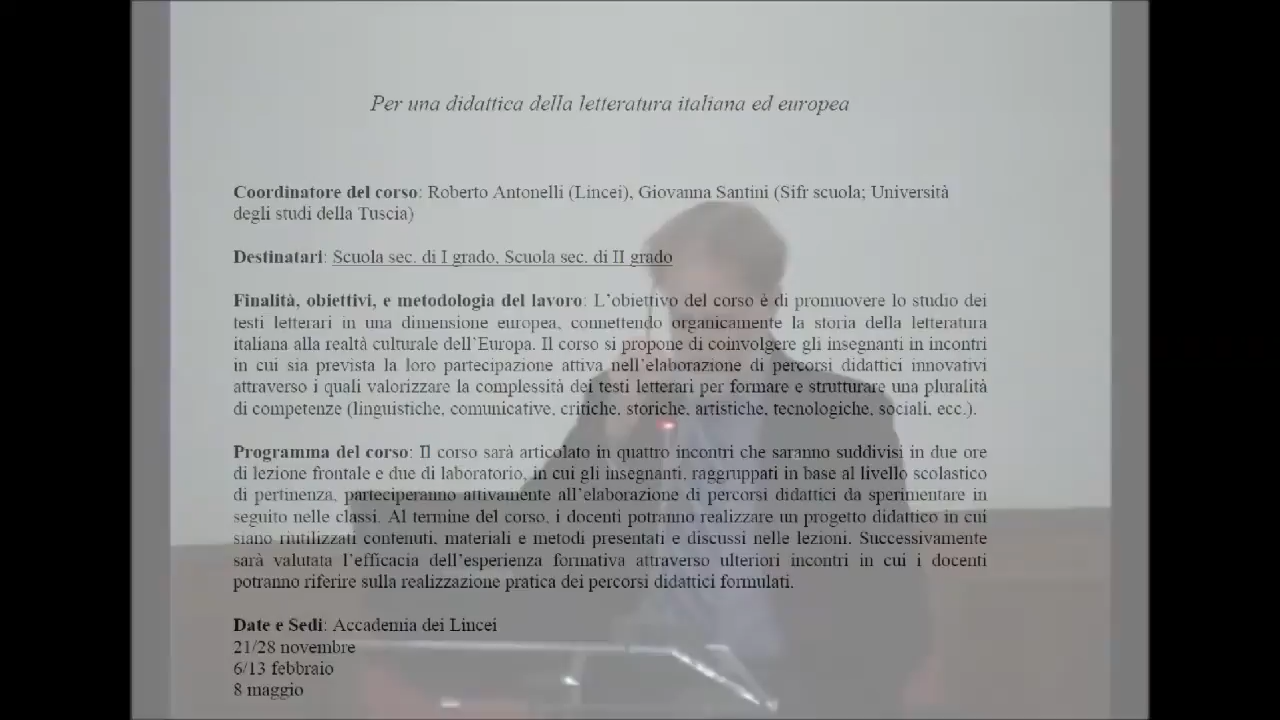 Per una didattica della letteratura italiana ed europea
Coordinatore del corso: Roberto Antonelli (Lincei), Giovanna Santini (Sifr scuola; Università
degli studi della Tuscia)
Destinatari: Scuola sec. di I grado, Scuola sec. di II grado
Finalità, obiettivi, e metodologia del lavoro: L'obiettivo del corso è di promuovere lo studio dei
testi letterari in una dimensione europea, connettendo organicamente la storia della letteratura
italiana alla realtà culturale dell'Europa. Il corso si propone di coinvolgere gli insegnanti in incontri
in cui sia prevista la loro partecipazione attiva nell'elaborazione di percorsi didattici innovativi
attraverso i quali valorizzare la complessità dei testi letterari per formare e strutturare una pluralità
di competenze (linguistiche, comunicative, critiche, storiche, artistiche, tecnologiche, sociali, ecc.).
Programma del corso: Il corso sarà articolato in quattro incontri che saranno suddivisi in due ore
di lezione frontale e due di laboratorio, in cui gli insegnanti, raggruppati in base al livello scolastico
di pertinenza, parteciperanno attivamente all'elaborazione di percorsi didattici da sperimentare in
seguito nelle classi. Al termine del corso, i docenti potranno realizzare un progetto didattico in cui
siano riutilizzati contenuti, materiali e metodi presentati e discussi nelle lezioni. Successivamente
sarà valutata l'efficacia dell'esperienza formativa attraverso ulteriori incontri in cui i docenti
potranno riferire sulla realizzazione pratica dei percorsi didattici formulati.
Date e Sedi: Accademia dei Lincei
21/28 novembre
6/13 febbraio
8 maggio